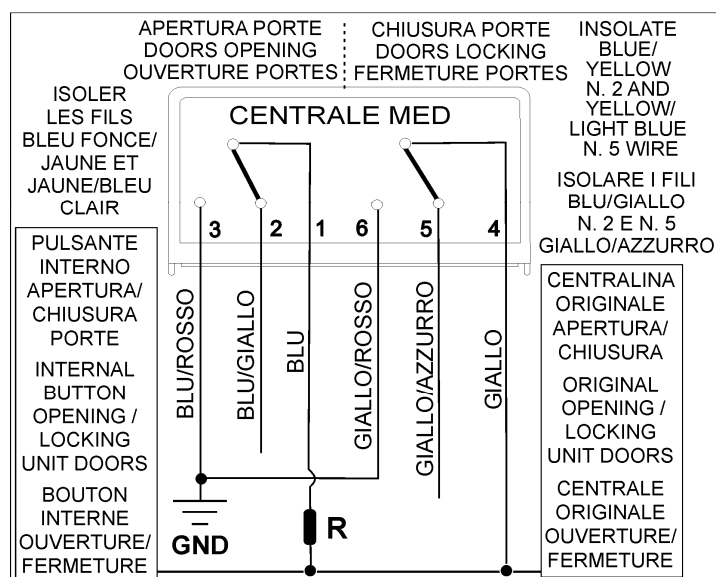 APERTURA PORTE
DOORS OPENING
OUVERTURE PORTES
CHIUSURA PORTE
DOORS LOCKING
FERMETURE PORTES
INSOLATE
BLUE/
YELLOW
N. 2 AND
YELLOW/
LIGHT BLUE
N. 5 WIRE
ISOLER
LES FILS
BLEU FONCE/
JAUNE ET
JAUNE/BLEU
CLAIR
CENTRALE MED
ISOLARE I FILI
BLU/GIALLO
N. 2 E N. 5
GIALLO/AZZURRO
3 2 1 6 5 4
PULSANTE
INTERNO
APERTURA/
CHIUSURA
PORTE
INTERNAL
BUTTON
OPENING /
LOCKING
UNIT DOORS
BOUTON
INTERNE
OUVERTURE/
FERMETURE
BLU/ROSSO
BLU/GIALLO
BLU
GIALLO/ROSSO
GIALLO/AZZURRO
GIALLO
GND
R
CENTRALINA
ORIGINALE
APERTURA/
CHIUSURA
ORIGINAL
OPENING /
LOCKING
UNIT DOORS
CENTRALE
ORIGINALE
OUVERTURE/
FERMETURE